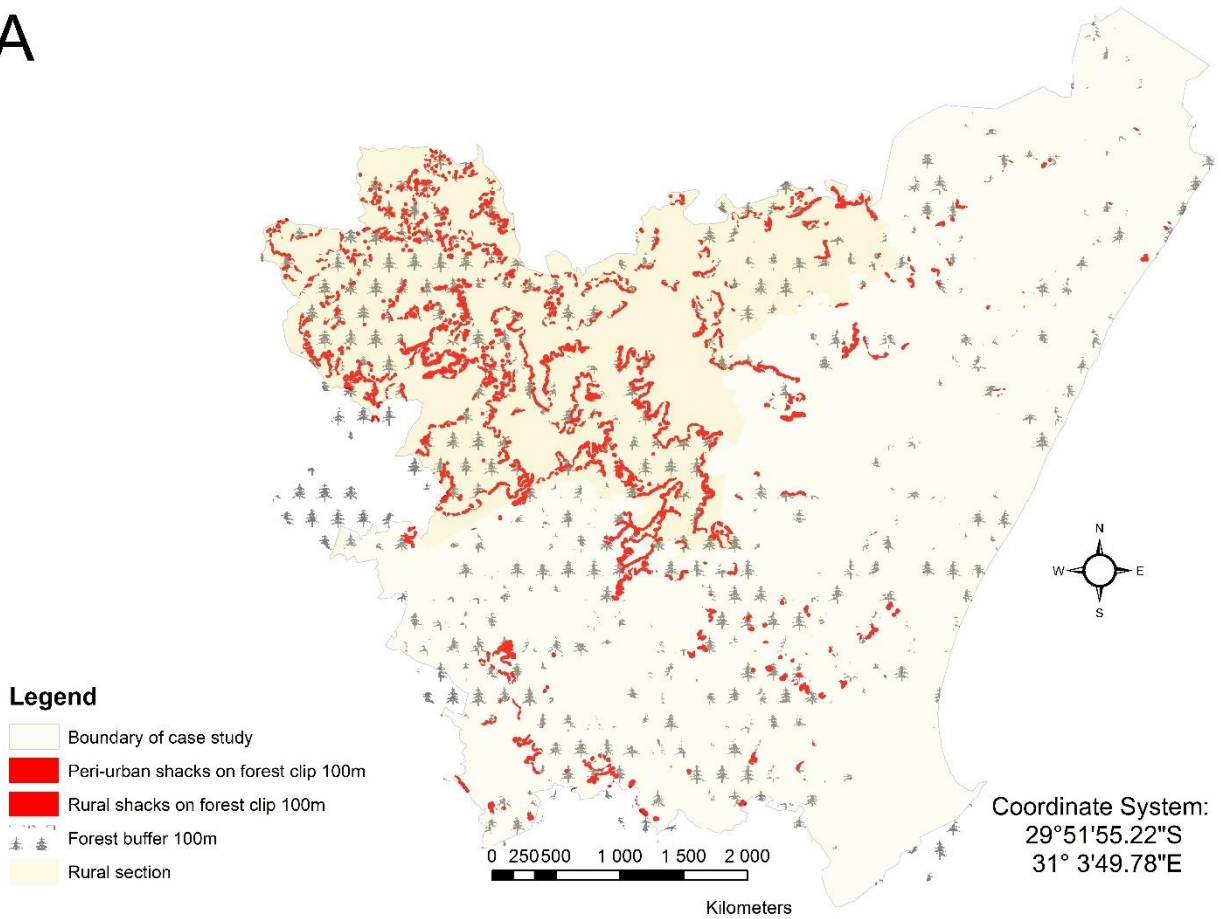 A
N
W E
S
Legend
Boundary of case study
Peri-urban shacks on forest clip 100m
Rural shacks on forest clip 100m
Forest buffer 100m
Rural section
0 250500 1 000 1 500 2 000
Kilometers
Coordinate System:
29°51'55.22"S
31° 3'49.78"E